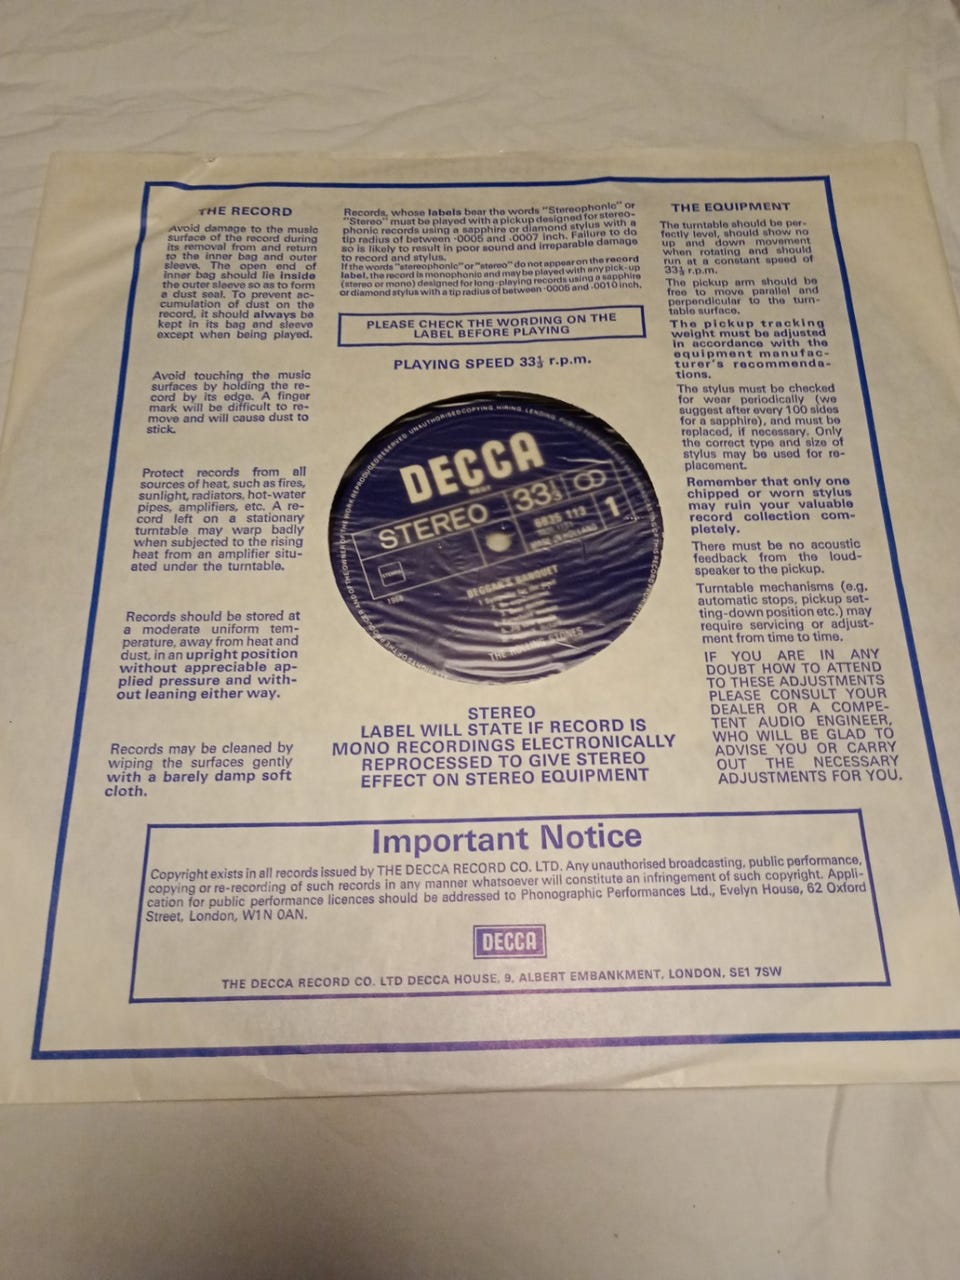 THE RECORD
Avoid damage to the music
surface of the record during
its removal from and return
to the inner bag and outer
sleeve. The open end of
inner bag should lie inside
the outer sleeve so as to form
a dust seal. To prevent ac-
cumulation of dust on the
record, it should always be
kept in its bag and sleeve
except when being played.
Avoid touching the music
surfaces by holding the re-
cord by its edge. A finger
mark will be difficult to re-
move and will cause dust to
stick.
Protect records from all
sources of heat, such as fires,
sunlight, radiators, hot-water
pipes, amplifiers, etc. A re-
cord left on a stationary
turntable may warp badly
when subjected to the rising
heat from an amplifier situ-
ated under the turntable.
Records should be stored at
a moderate uniform tem-
perature, away from heat and
dust, in an upright position
without appreciable ap-
plied pressure and with-
out leaning either way.
Records may be cleaned by
wiping the surfaces gently
with a barely damp soft
cloth.
Records, whose labels bear the words "Stereophonic" or
"Stereo" must be played with a pickup designed for stereo-
phonic records using a sapphire or diamond stylus with a
tip radius of between ·0005 and ·0007 inch. Failure to do
so is likely to result in poor sound and irreparable damage
to record and stylus.
If the words "stereophonic" or "stereo" do not appear on the record
label, the record is monophonic and may be played with any pick-up
(stereo or mono) designed for long-playing records using a sapphire
or diamond stylus with a tip radius of between ·0005 and ·0010 inch.
PLEASE CHECK THE WORDING ON THE
LABEL BEFORE PLAYING
PLAYING SPEED 33⅓ r.p.m.
DECCA
STEREO
33⅓
1
STEREO
1968
BEGGAR'S BANQUET
THE ROLLING STONES
STEREO
LABEL WILL STATE IF RECORD IS
MONO RECORDINGS ELECTRONICALLY
REPROCESSED TO GIVE STEREO
EFFECT ON STEREO EQUIPMENT
THE EQUIPMENT
The turntable should be per-
fectly level, should show no
up and down movement
when rotating and should
run at a constant speed of
33⅓ r.p.m.
The pickup arm should be
free to move parallel and
perpendicular to the turn-
table surface.
The pickup tracking
weight must be adjusted
in accordance with the
equipment manufac-
turer's recommenda-
tions.
The stylus must be checked
for wear periodically (we
suggest after every 100 sides
for a sapphire), and must be
replaced, if necessary. Only
the correct type and size of
stylus may be used for re-
placement.
Remember that only one
chipped or worn stylus
may ruin your valuable
record collection com-
pletely.
There must be no acoustic
feedback from the loud-
speaker to the pickup.
Turntable mechanisms (e.g.
automatic stops, pickup set-
ting-down position etc.) may
require servicing or adjust-
ment from time to time.
IF YOU ARE IN ANY
DOUBT HOW TO ATTEND
TO THESE ADJUSTMENTS
PLEASE CONSULT YOUR
DEALER OR A COMPE-
TENT AUDIO ENGINEER,
WHO WILL BE GLAD TO
ADVISE YOU OR CARRY
OUT THE NECESSARY
ADJUSTMENTS FOR YOU.
Important Notice
Copyright exists in all records issued by THE DECCA RECORD CO. LTD. Any unauthorised broadcasting, public performance,
copying or re-recording of such records in any manner whatsoever will constitute an infringement of such copyright. Appli-
cation for public performance licences should be addressed to Phonographic Performances Ltd., Evelyn House, 62 Oxford
Street, London, W1N 0AN.
DECCA
THE DECCA RECORD CO. LTD DECCA HOUSE, 9, ALBERT EMBANKMENT, LONDON, SE1 7SW